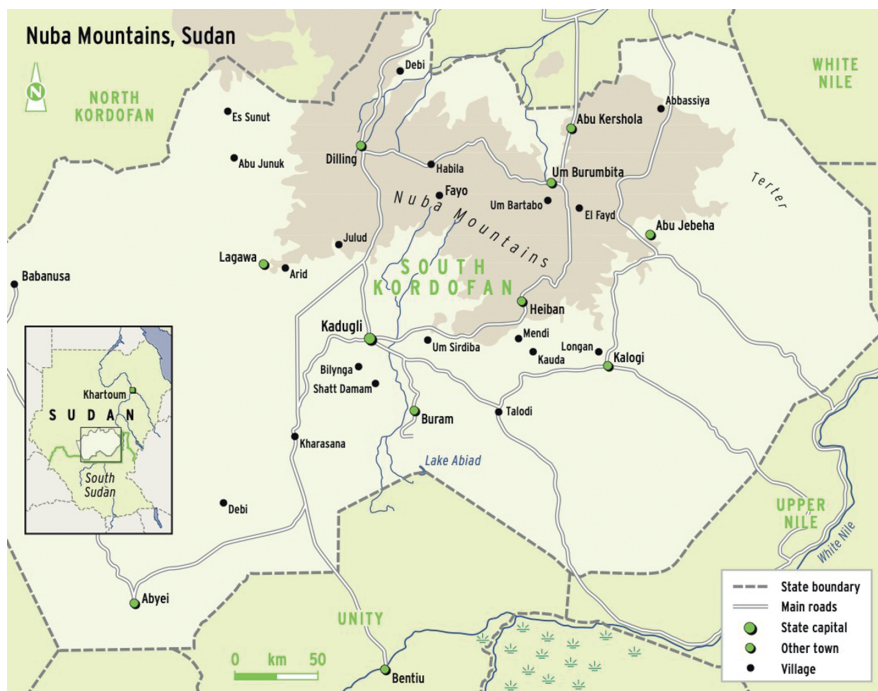 Nuba Mountains, Sudan
N
NORTH
KORDOFAN
WHITE
NILE
Debi
Es Sunut
Abu Junuk
Abbassiya
Abu Kershola
Dilling
Habila
Um Burumbita
Fayo
Um Bartabo
El Fayd
Terter
Nuba Mountains
Abu Jebeha
Julud
Lagawa
Arid
SOUTH
KORDOFAN
Babanusa
Heiban
Kadugli
Um Sirdiba
Mendi
Kauda
Longan
Kalogi
Bilynga
Shatt Damam
Buram
Talodi
Kharasana
Lake Abiad
Khartoum
SUDAN
South
Sudan
Debi
UPPER
NILE
White Nile
Abyei
UNITY
Bentiu
0 km 50
State boundary
Main roads
State capital
Other town
Village